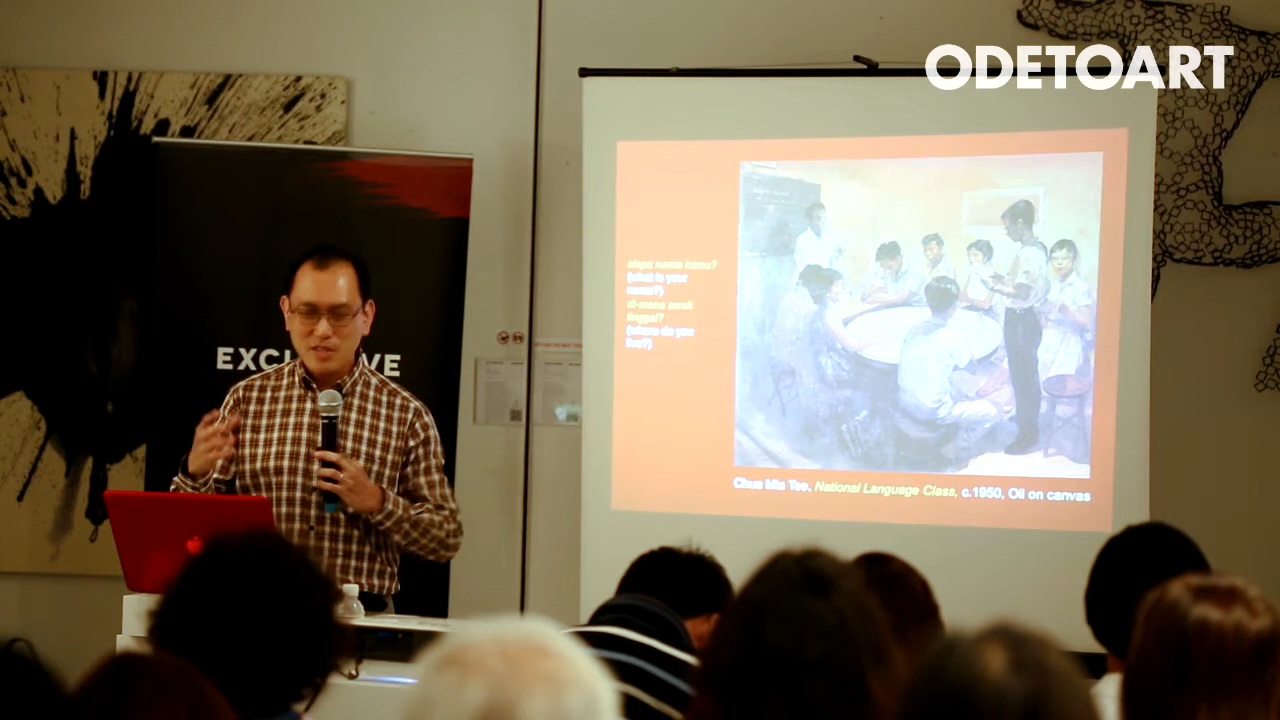 ODETOART
EXCL VE
siapa nama kamu?
(what is your
name?)
di-mana awak
tinggal?
(where do you
live?)
Chua Mia Tee, National Language Class, c.1950, Oil on canvas